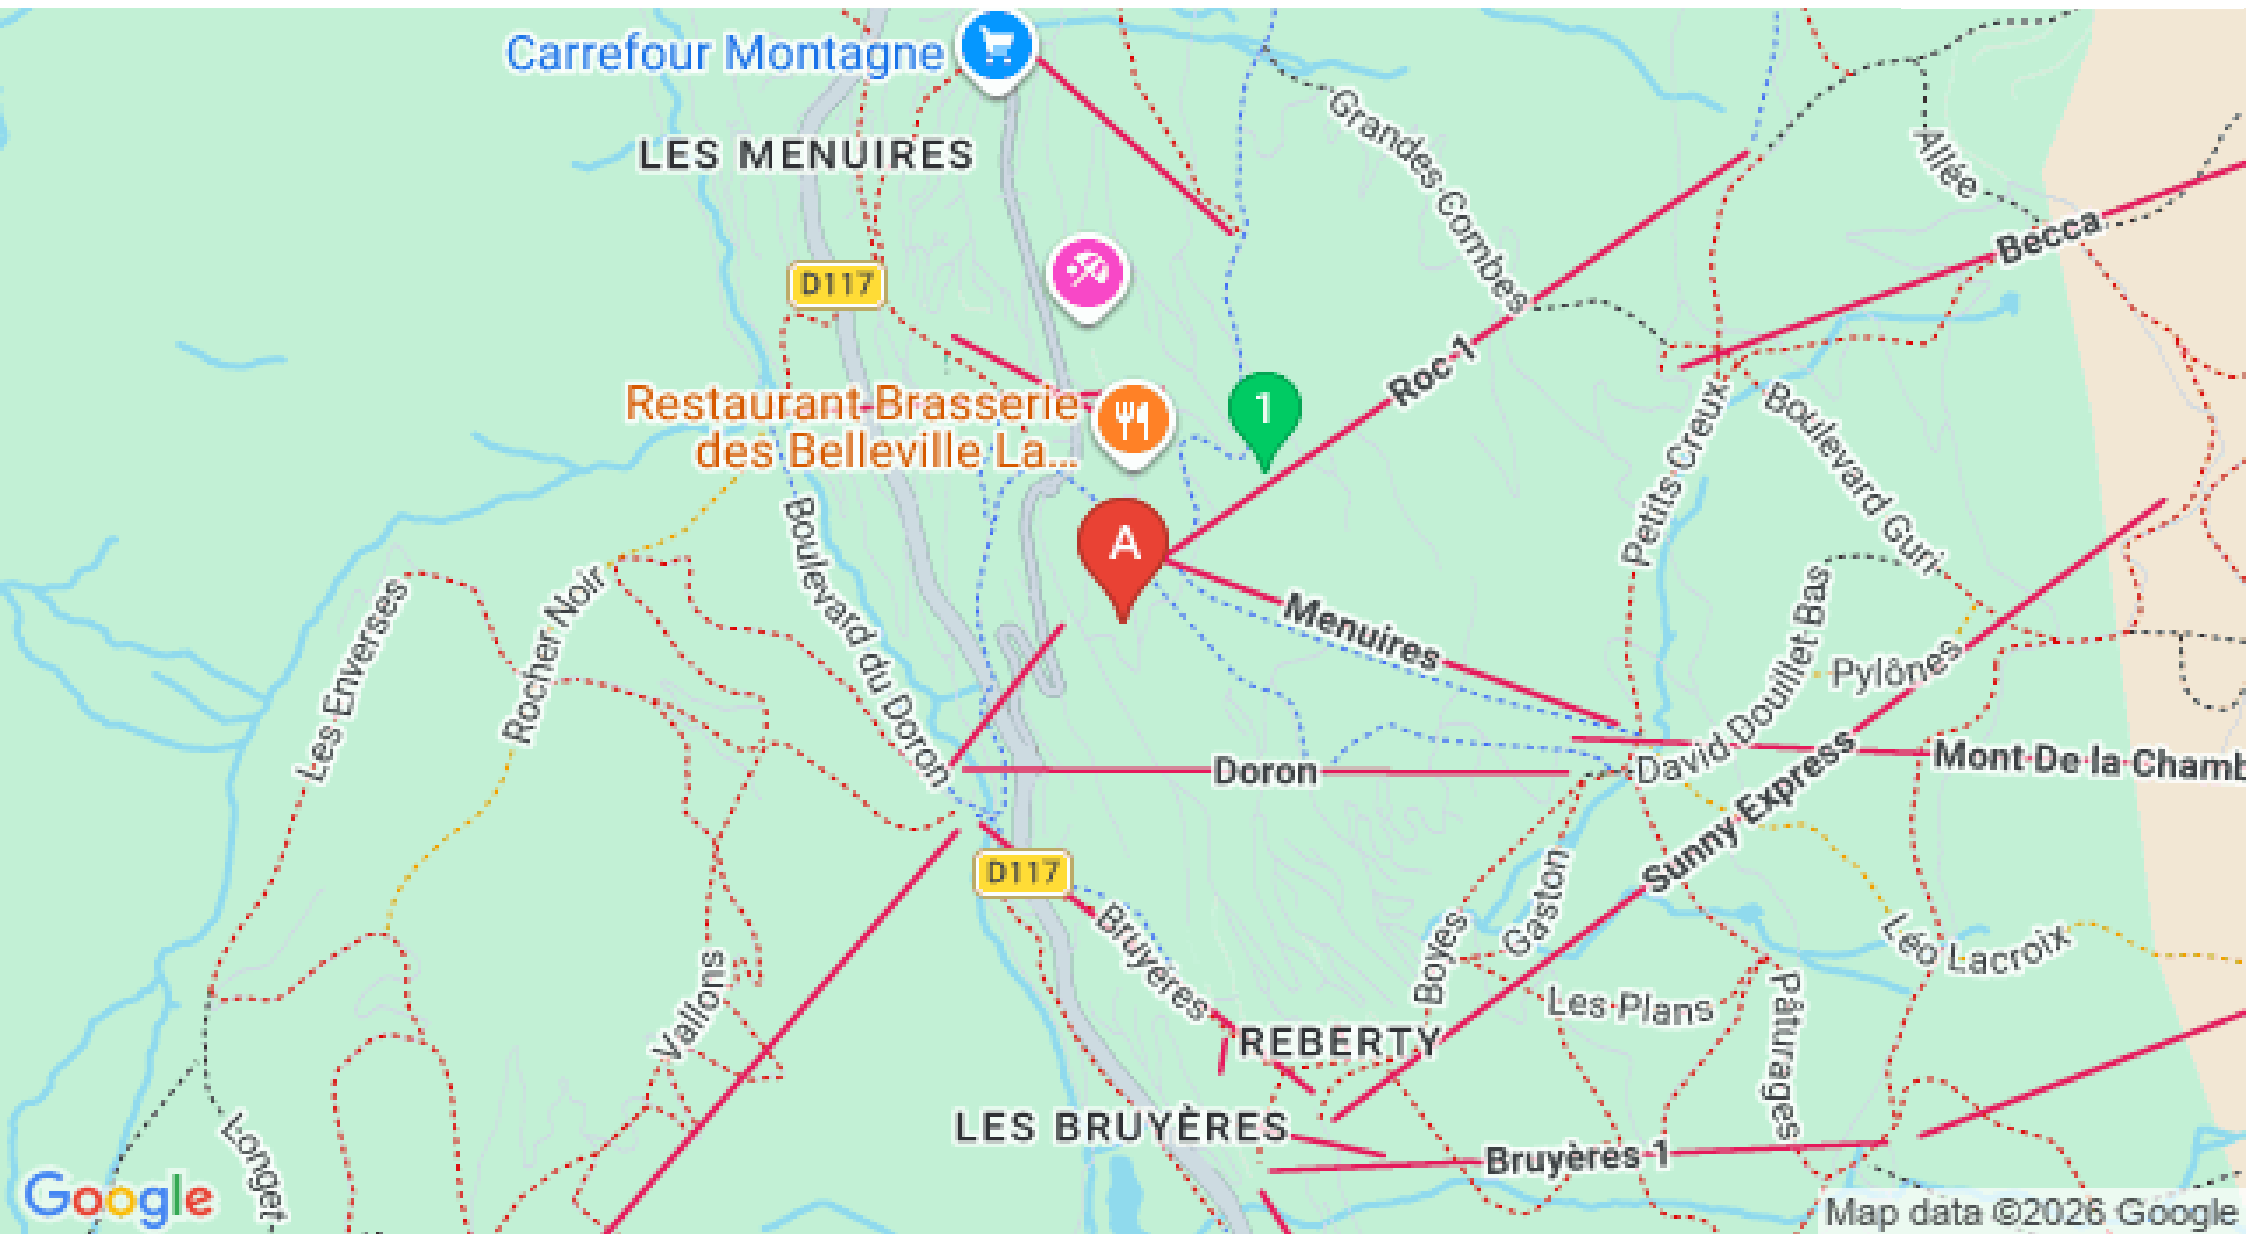 Carrefour Montagne
LES MENUIRES
Grandes Combes
Allée
Becca
D117
Roc 1
1
Restaurant Brasserie
des Belleville La...
Petits Creux
Boulevard Guri
A
Boulevard du Doron
Les Enverses
Rocher Noir
Menuires
David Douillet Bas
Pylônes
Doron
Mont De la Chamb
Sunny Express
D117
Bruyères
Gaston
Boyes
Léo Lacroix
Vallons
Les Plans
Pâturages
REBERTY
LES BRUYÈRES
Bruyères 1
Longet
Google
Map data ©2026 Google